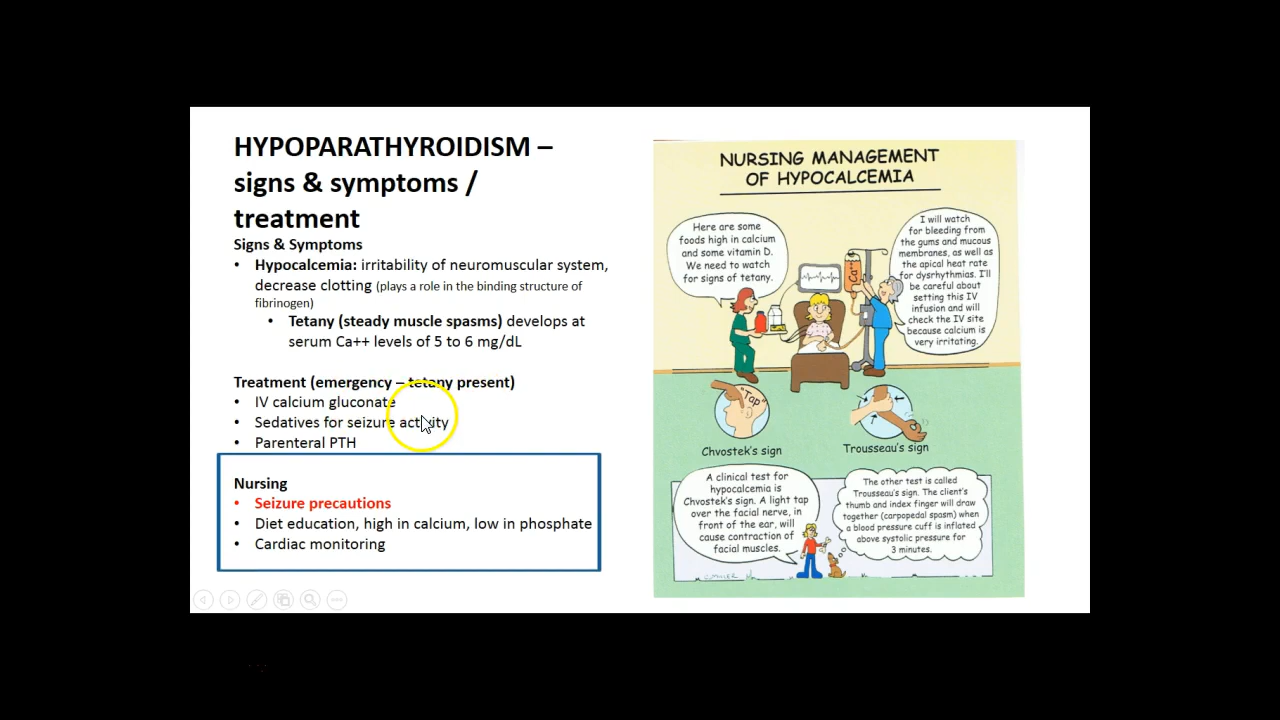 HYPOPARATHYROIDISM –
signs & symptoms /
treatment
Signs & Symptoms
• Hypocalcemia: irritability of neuromuscular system,
decrease clotting (plays a role in the binding structure of
fibrinogen)
• Tetany (steady muscle spasms) develops at
serum Ca++ levels of 5 to 6 mg/dL
Treatment (emergency – tetany present)
• IV calcium gluconate
• Sedatives for seizure activity
• Parenteral PTH
Nursing
• Seizure precautions
• Diet education, high in calcium, low in phosphate
• Cardiac monitoring
NURSING MANAGEMENT
OF HYPOCALCEMIA
Here are some
foods high in calcium
and some vitamin D.
We need to watch
for signs of tetany.
I will watch
for bleeding from
the gums and mucous
membranes, as well as
the apical heat rate
for dysrhythmias. I'll
be careful about
setting this IV
infusion and will
check the IV site
because calcium is
very irritating.
Ca++
"Tap"
Chvostek's sign
Trousseau's sign
A clinical test for
hypocalcemia is
Chvostek's sign. A light tap
over the facial nerve, in
front of the ear, will
cause contraction of
facial muscles.
The other test is called
Trousseau's sign. The client's
thumb and index finger will draw
together (carpopedal spasm) when
a blood pressure cuff is inflated
above systolic pressure for
3 minutes.